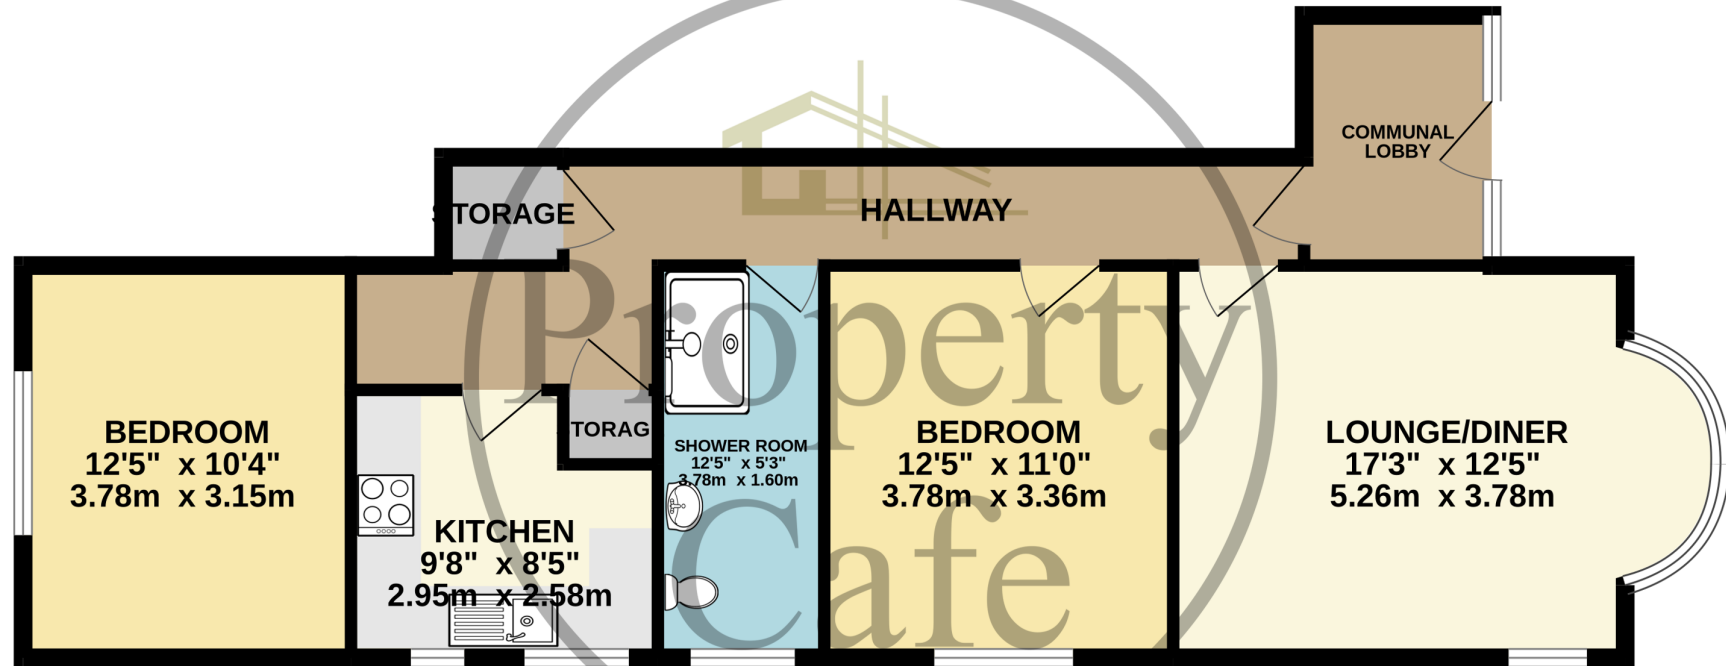 COMMUNAL
LOBBY
STORAGE
HALLWAY
BEDROOM
12'5" x 10'4"
3.78m x 3.15m
KITCHEN
9'8" x 8'5"
2.95m x 2.58m
TORAG
SHOWER ROOM
12'5" x 5'3"
3.78m x 1.60m
BEDROOM
12'5" x 11'0"
3.78m x 3.36m
LOUNGE/DINER
17'3" x 12'5"
5.26m x 3.78m
Property
Cafe